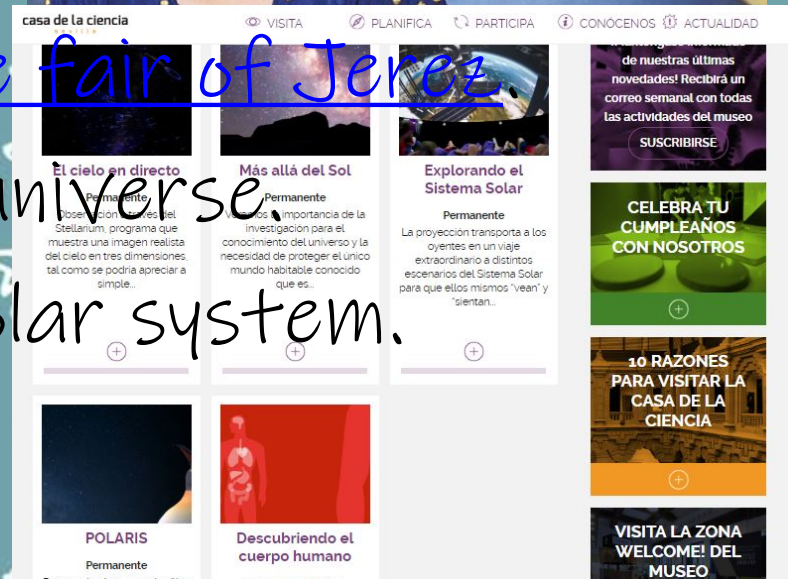 casa de la ciencia
sevilla
VISITA
PLANIFICA
PARTICIPA
CONÓCENOS
ACTUALIDAD
fair of Jerez.
universe
solar system.
El cielo en directo
Permanente
Observación a través del
Stellarium, programa que
muestra una imagen realista
del cielo en tres dimensiones,
tal como se podría apreciar a
simple...
Más allá del Sol
Permanente
la importancia de la
investigación para el
conocimiento del universo y la
necesidad de proteger el único
mundo habitable conocido
que es...
Explorando el
Sistema Solar
Permanente
La proyección transporta a los
oyentes en un viaje
extraordinario a distintos
escenarios del Sistema Solar
para que ellos mismos "vean" y
"sientan...
POLARIS
Permanente
Descubriendo el
cuerpo humano
de nuestras últimas
novedades! Recibirá un
correo semanal con todas
las actividades del museo
SUSCRIBIRSE
CELEBRA TU
CUMPLEAÑOS
CON NOSOTROS
10 RAZONES
PARA VISITAR LA
CASA DE LA
CIENCIA
VISITA LA ZONA
WELCOME! DEL
MUSEO